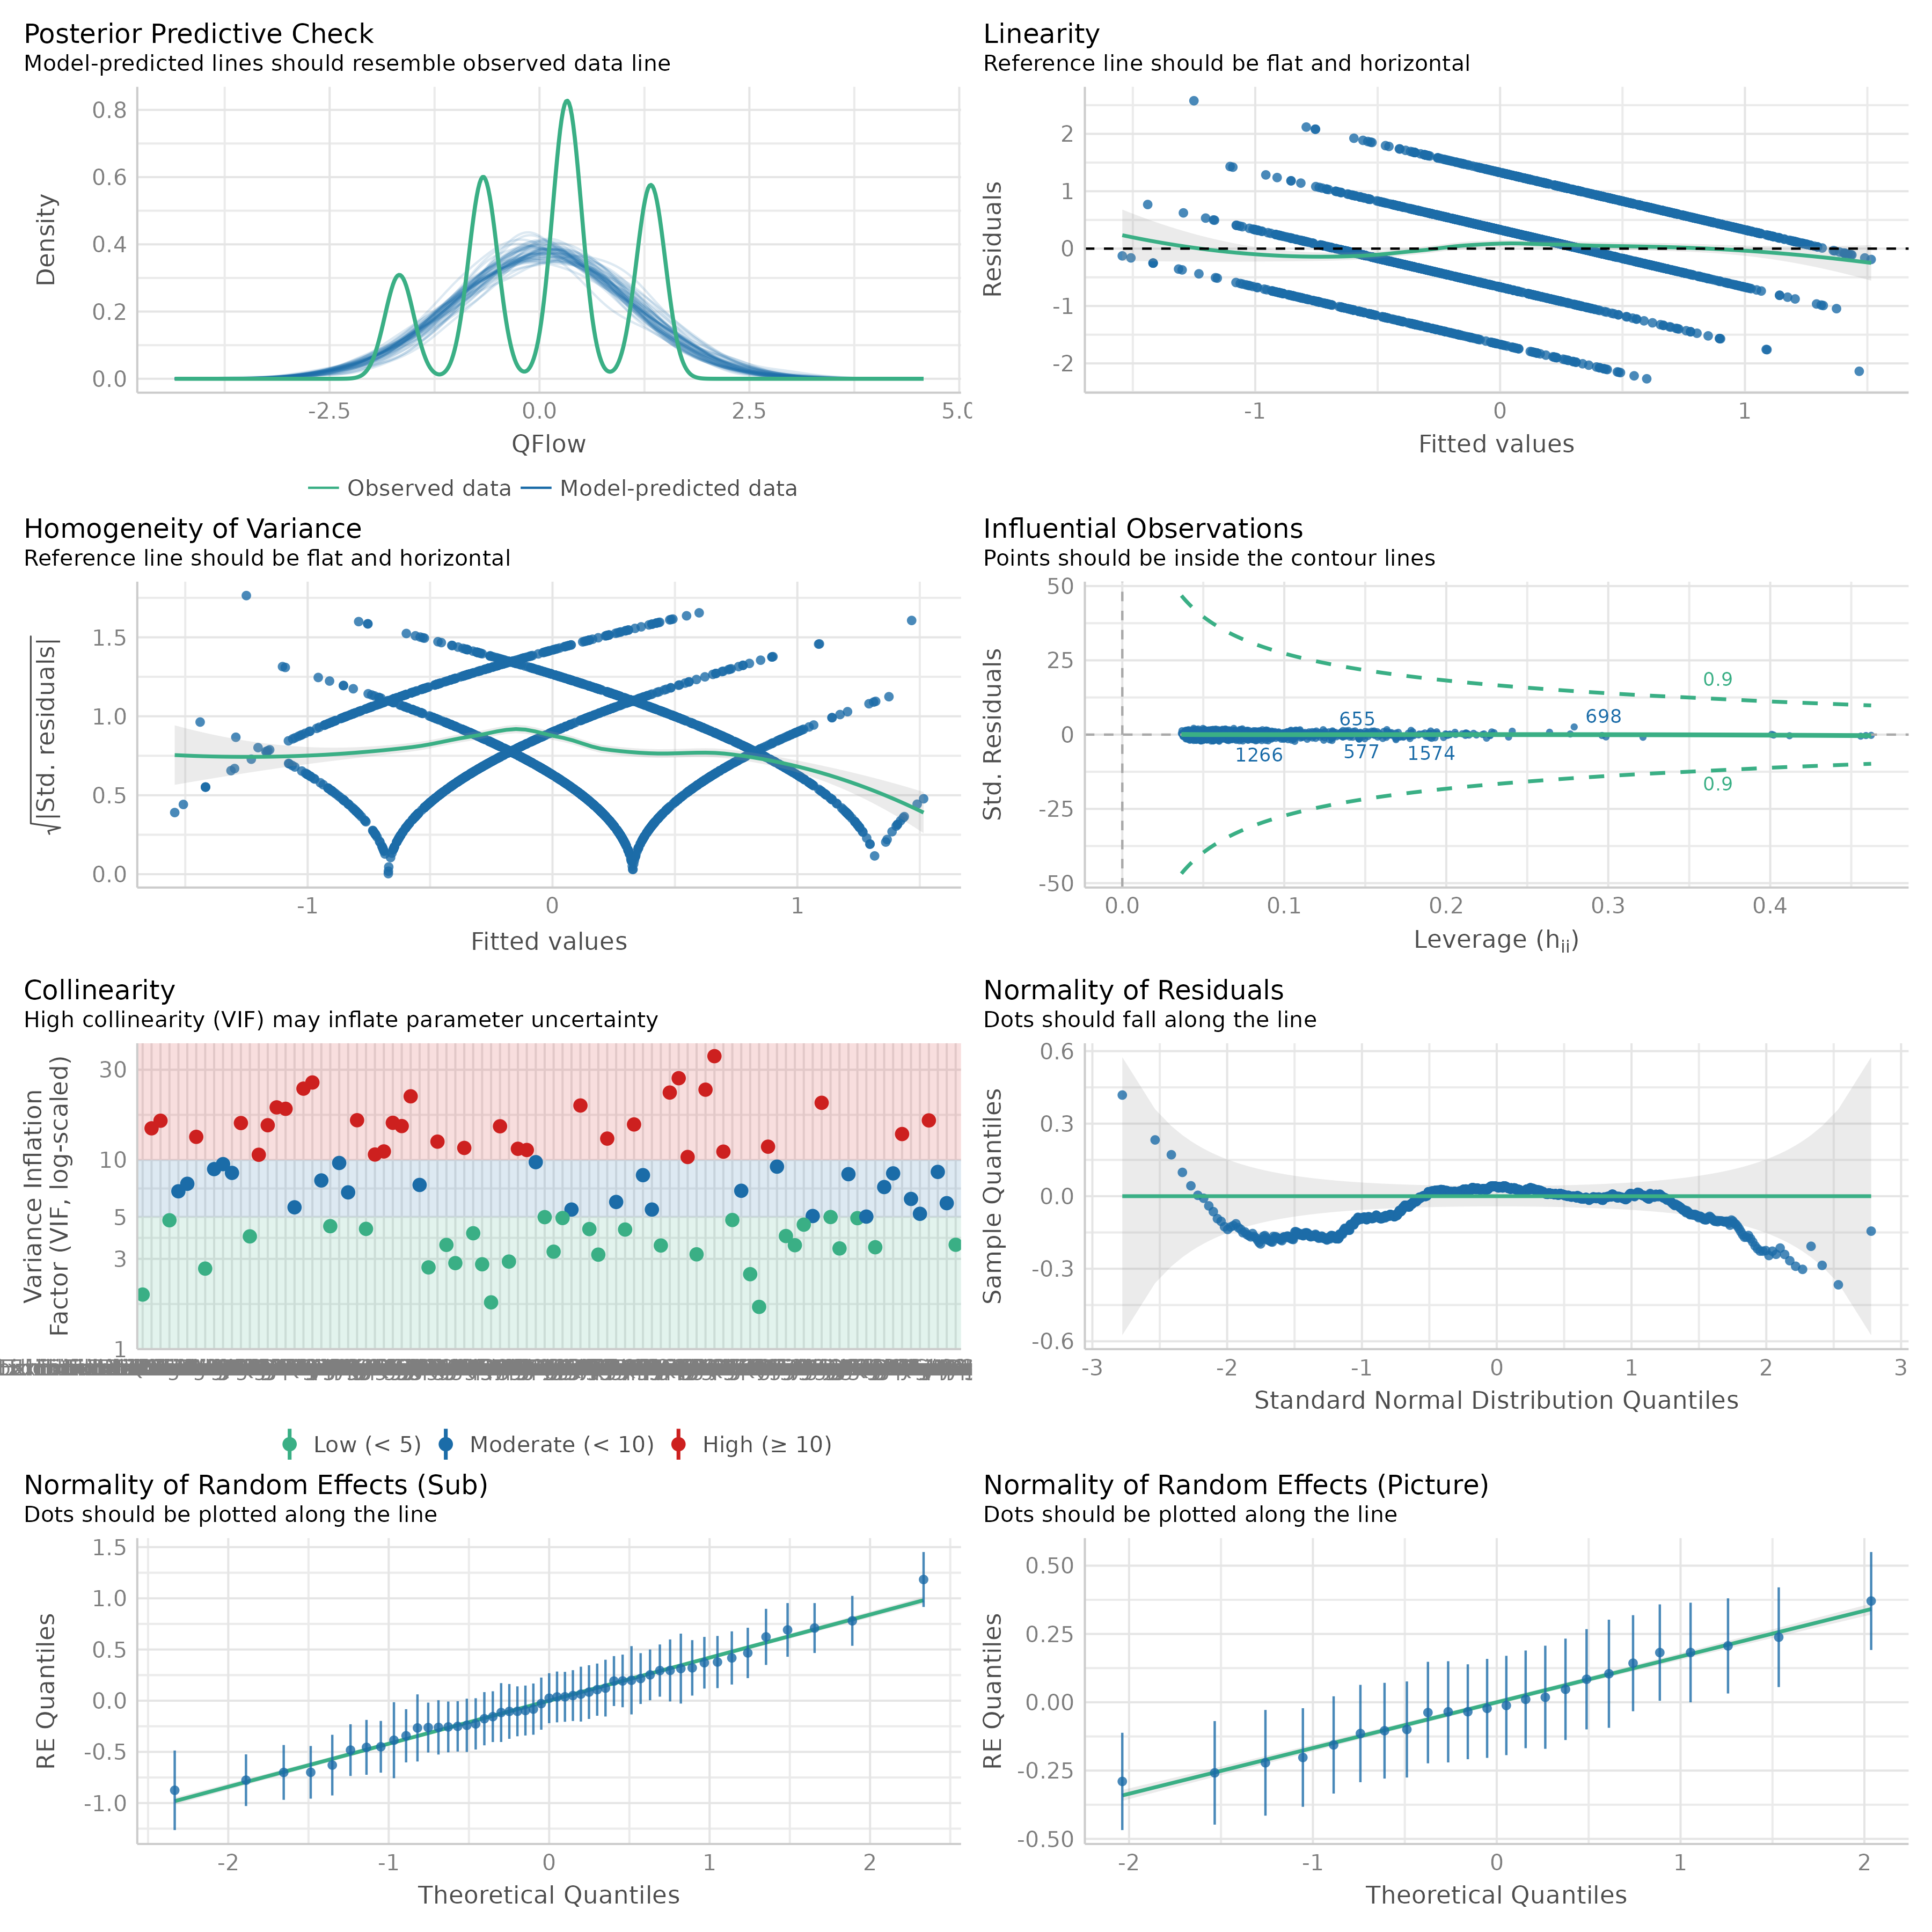 Posterior Predictive Check
Model-predicted lines should resemble observed data line
Density
0.8
0.6
0.4
0.2
0.0
-2.5
0.0
2.5
QFlow
Observed data
Model-predicted data
Linearity
Reference line should be flat and horizontal
Residuals
2
1
0
-1
-2
-1
0
1
Fitted values
Homogeneity of Variance
Reference line should be flat and horizontal
√|Std. residuals|
1.5
1.0
0.5
0.0
-1
0
1
Fitted values
Influential Observations
Points should be inside the contour lines
Std. Residuals
50
25
0
-25
-50
0.9
655
698
1266
577
1574
0.9
0.0
0.1
0.2
0.3
0.4
Leverage (hii)
Collinearity
High collinearity (VIF) may inflate parameter uncertainty
Variance Inflation
Factor (VIF, log-scaled)
30
10
5
3
1
Low (< 5)
Moderate (< 10)
High (≥ 10)
Normality of Residuals
Dots should fall along the line
Sample Quantiles
0.6
0.3
0.0
-0.3
-0.6
-3
-2
-1
0
1
2
3
Standard Normal Distribution Quantiles
Normality of Random Effects (Sub)
Dots should be plotted along the line
RE Quantiles
1.5
1.0
0.5
0.0
-0.5
-1.0
-2
-1
0
1
2
Theoretical Quantiles
Normality of Random Effects (Picture)
Dots should be plotted along the line
RE Quantiles
0.50
0.25
0.00
-0.25
-0.50
-2
-1
0
1
2
Theoretical Quantiles